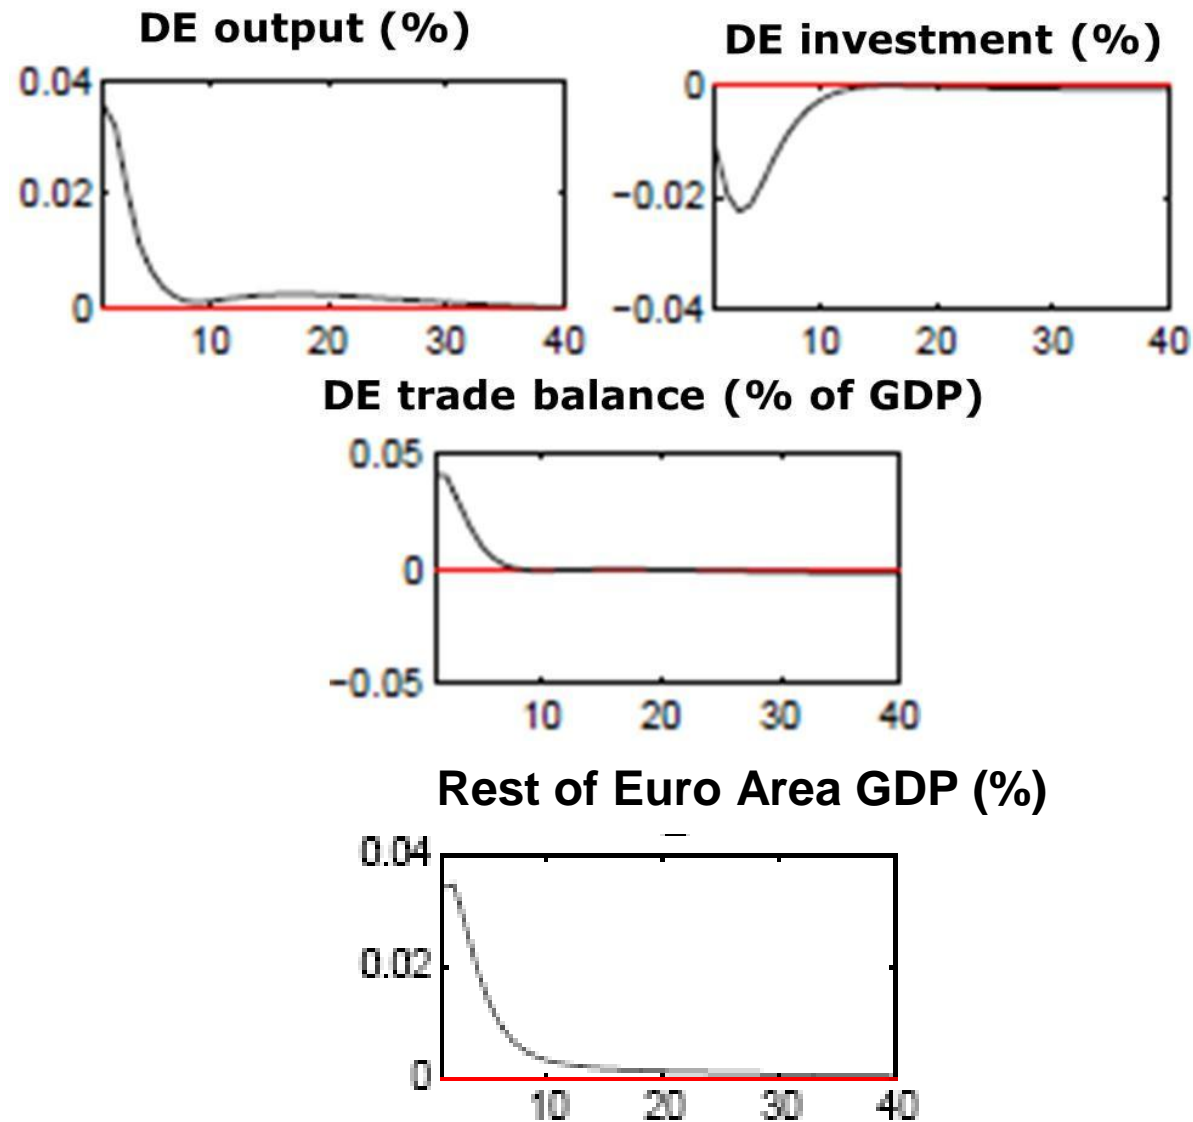 DE output (%)
0.04
0.02
0
10 20 30 40
DE investment (%)
0
−0.02
−0.04
10 20 30 40
DE trade balance (% of GDP)
0.05
0
−0.05
10 20 30 40
Rest of Euro Area GDP (%)
0.04
0.02
0
10 20 30 40